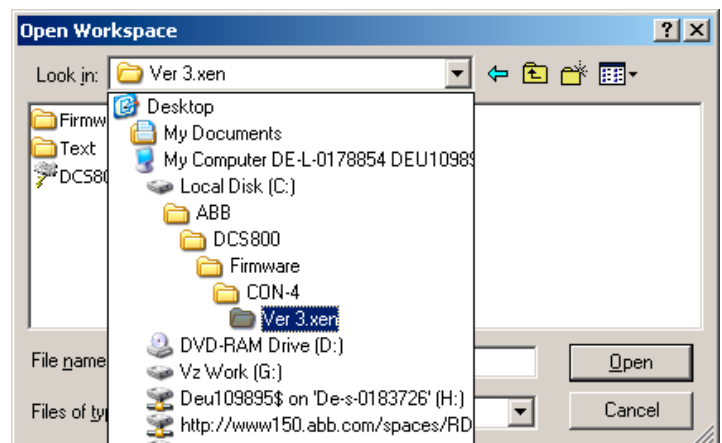 Open Workspace
Look in: Ver 3.xen
Firmw
Text
DCS80
Desktop
My Documents
My Computer DE-L-0178854 DEU10989
Local Disk (C:)
ABB
DCS800
Firmware
CON-4
Ver 3.xen
DVD-RAM Drive (D:)
Vz Work (G:)
Deu109895$ on 'De-s-0183726' (H:)
http://www150.abb.com/spaces/RD
File name
Open
Files of ty
Cancel